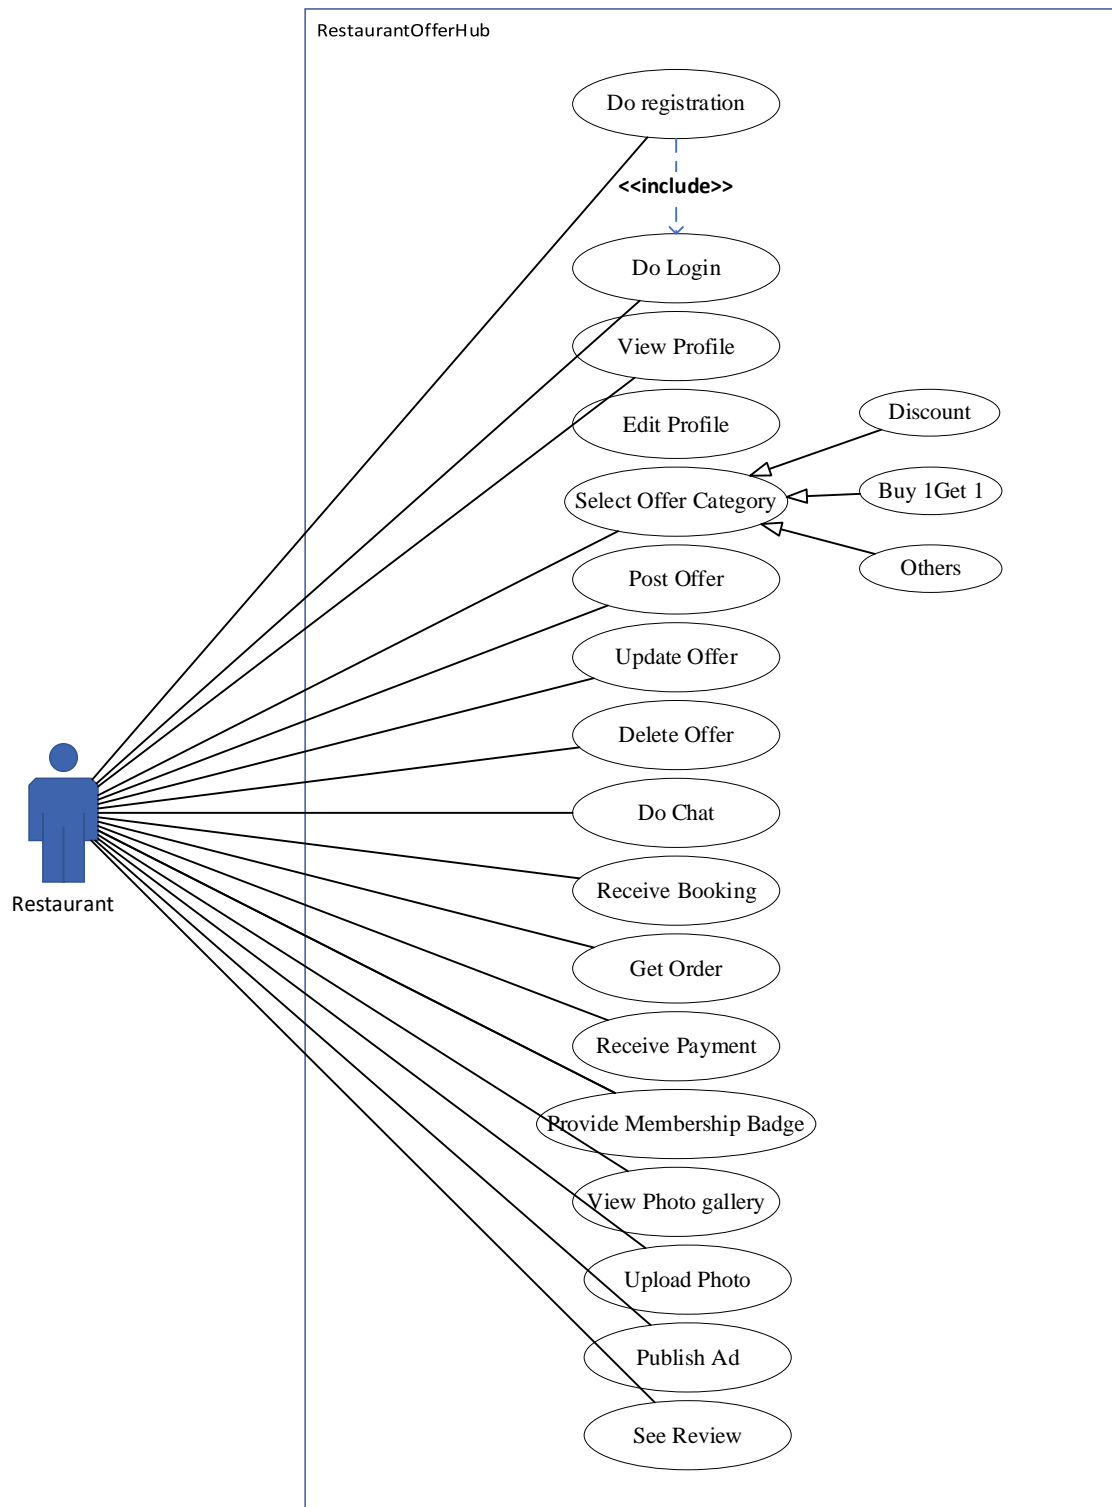 RestaurantOfferHub
Do registration
<<include>>
Do Login
View Profile
Edit Profile
Discount
Select Offer Category
Buy 1Get 1
Others
Post Offer
Update Offer
Delete Offer
Do Chat
Receive Booking
Restaurant
Get Order
Receive Payment
Provide Membership Badge
View Photo gallery
Upload Photo
Publish Ad
See Review